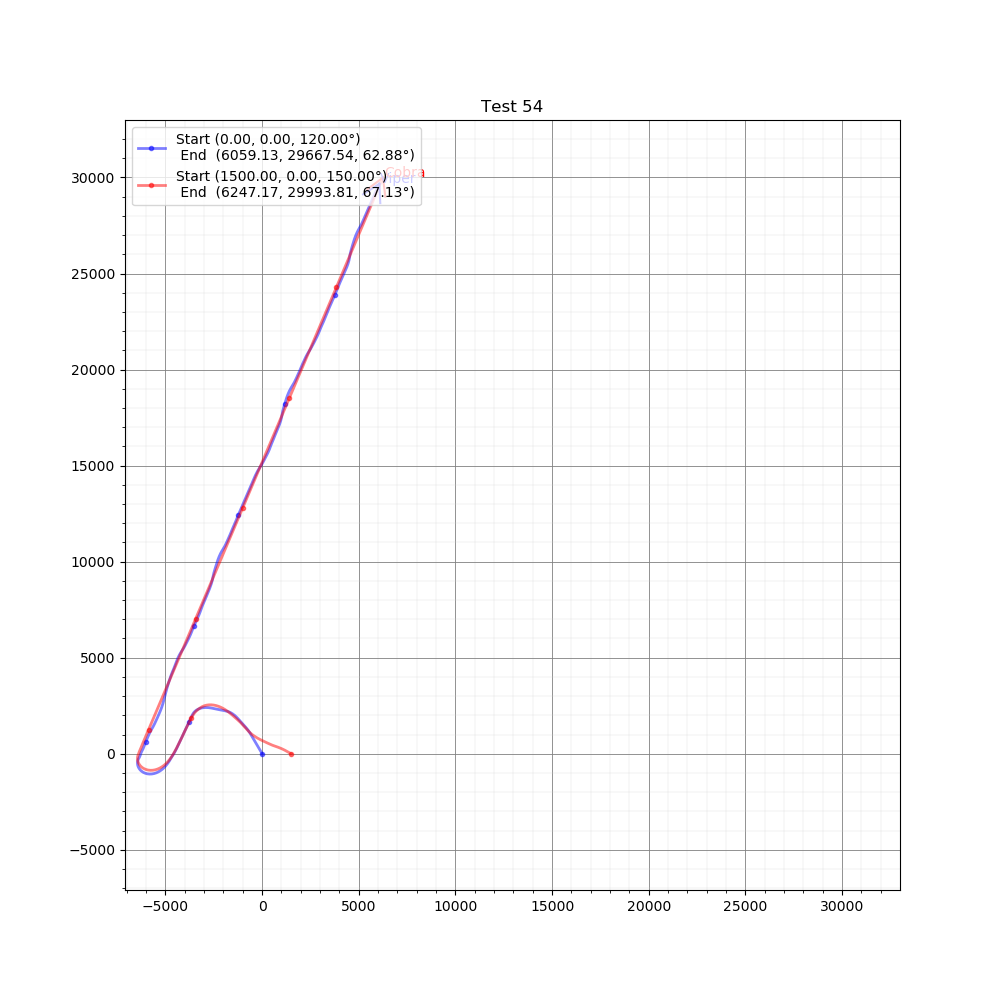 Test 54
Start (0.00, 0.00, 120.00°)
End (6059.13, 29667.54, 62.88°)
Start (1500.00, 0.00, 150.00°)
End (6247.17, 29993.81, 67.13°)
Cobra
30000
25000
20000
15000
10000
5000
0
−5000
−5000 0 5000 10000 15000 20000 25000 30000